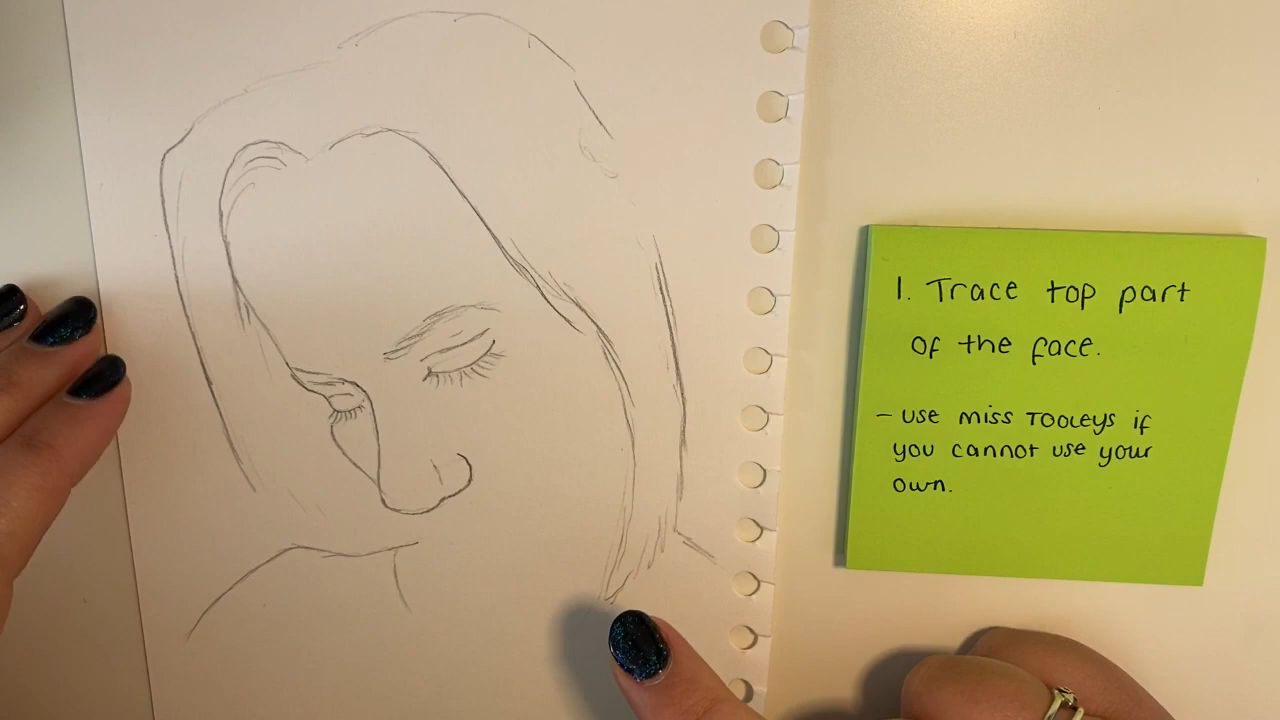 1. Trace top part
of the face.
- use miss Tooleys if
you cannot use your
own.